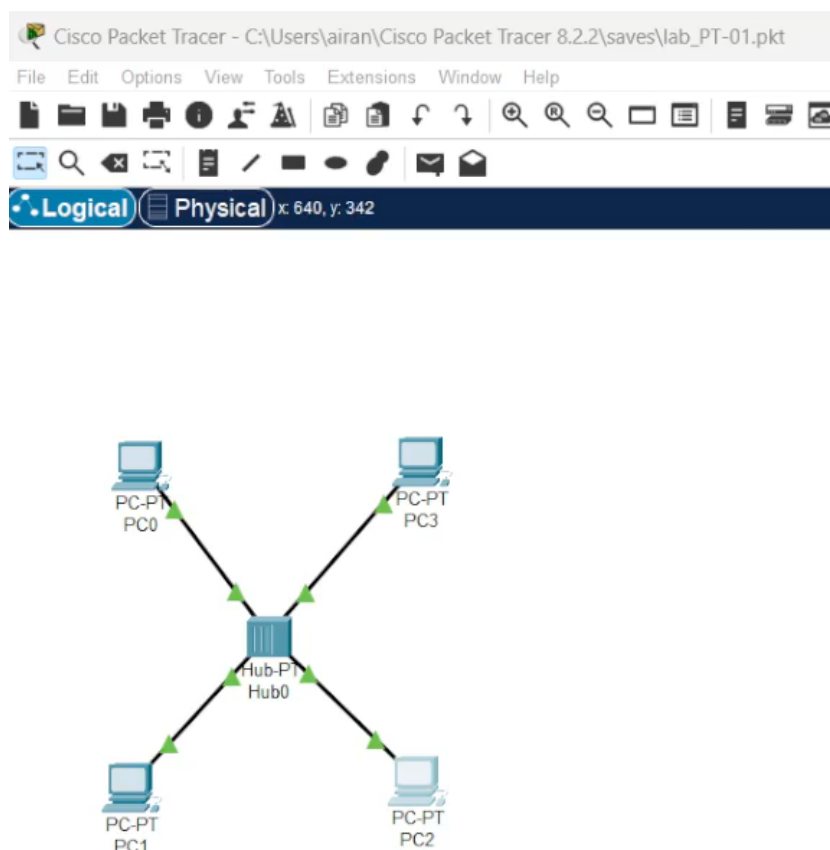 Cisco Packet Tracer - C:\Users\airan\Cisco Packet Tracer 8.2.2\saves\lab_PT-01.pkt
File Edit Options View Tools Extensions Window Help
Logical Physical x: 640, y: 342
PC-PT
PC0
PC-PT
PC3
Hub-PT
Hub0
PC-PT
PC1
PC-PT
PC2